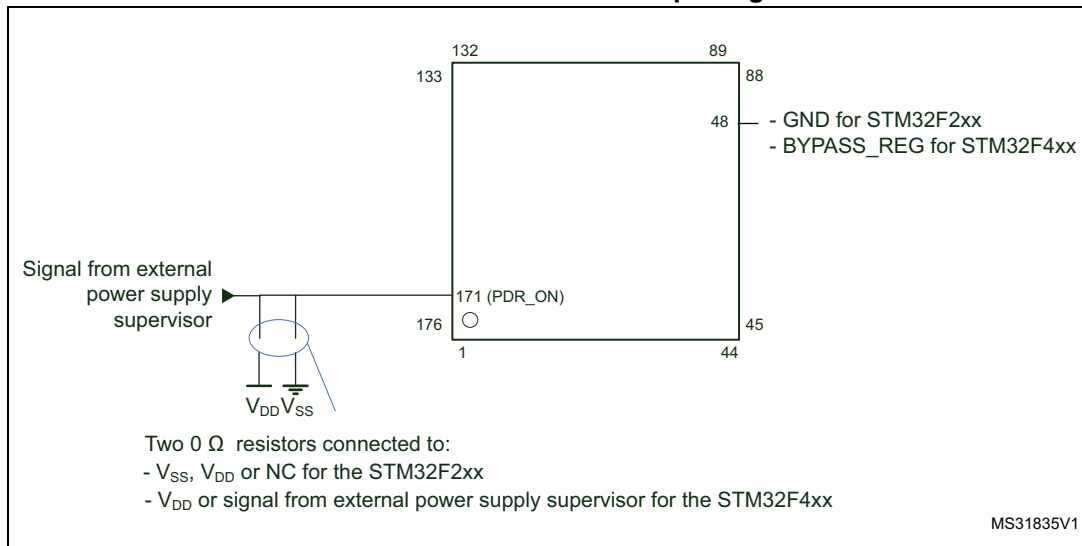 132
89
133
88
48
- GND for STM32F2xx
- BYPASS_REG for STM32F4xx
Signal from external
power supply
supervisor
171 (PDR_ON)
176
45
1
44
VDD VSS
Two 0 Ω resistors connected to:
- VSS, VDD or NC for the STM32F2xx
- VDD or signal from external power supply supervisor for the STM32F4xx
MS31835V1